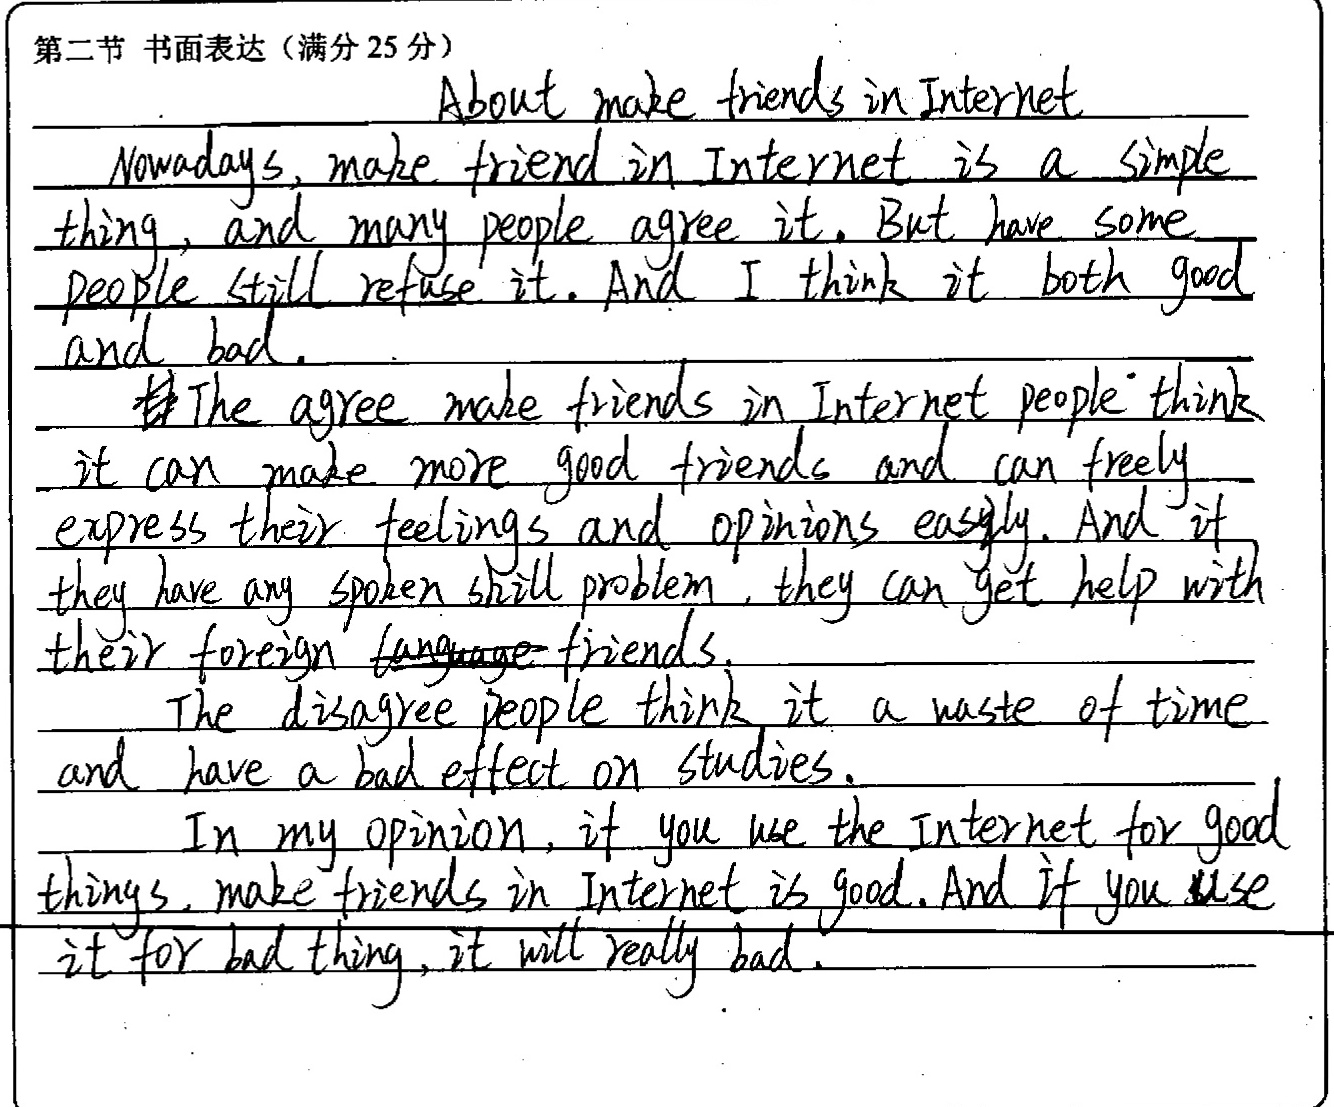 第二节 书面表达（满分 25 分）
About make friends in Internet
Nowadays, make friend in Internet is a simple
thing, and many people agree it. But have some
people still refuse it. And I think it both good
and bad.
The agree make friends in Internet people think
it can make more good friends and can freely
express their feelings and opinions easyly. And if
they have any spoken skill problem, they can get help with
their foreign language friends.
The disagree people think it a waste of time
and have a bad effect on studies.
In my opinion, if you use the Internet for good
things, make friends in Internet is good. And if you use
it for bad thing, it will really bad.